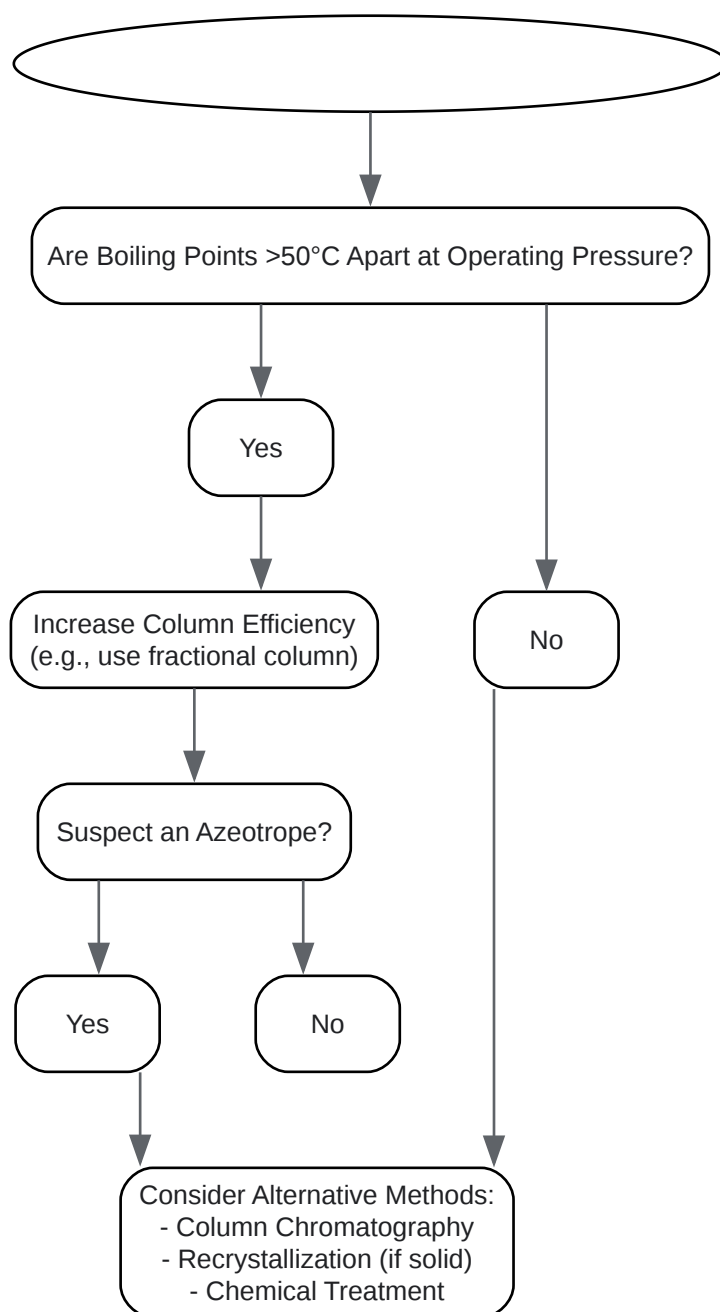 Are Boiling Points >50°C Apart at Operating Pressure?
Yes
Increase Column Efficiency
(e.g., use fractional column)
No
Suspect an Azeotrope?
Yes
No
Consider Alternative Methods:
- Column Chromatography
- Recrystallization (if solid)
- Chemical Treatment